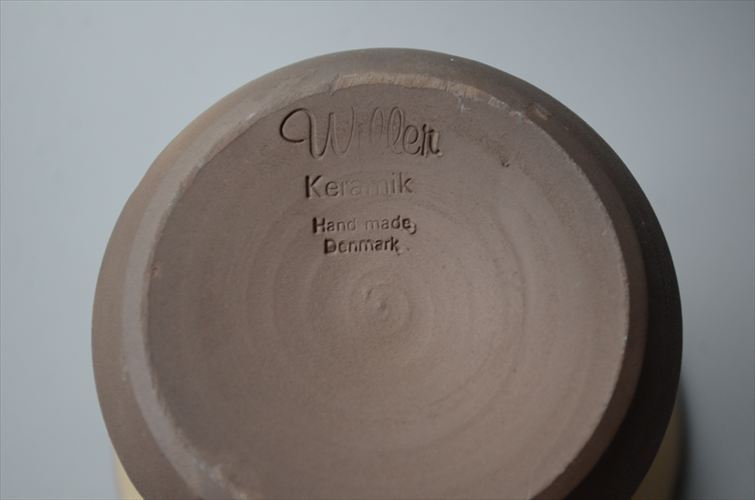 Willer
Keramik
Hand made
Denmark